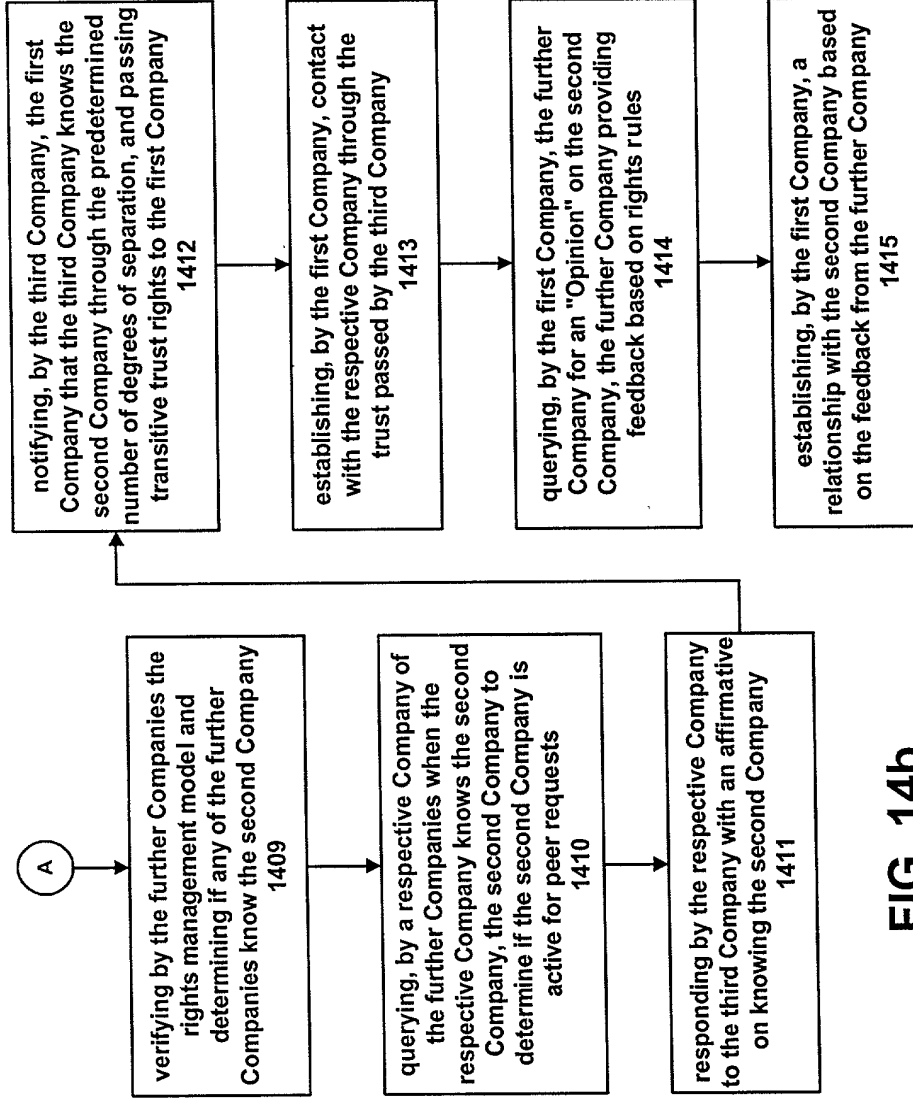 A
verifying by the further Companies the
rights management model and
determining if any of the further
Companies know the second Company
1409
querying, by a respective Company of
the further Companies when the
respective Company knows the second
Company, the second Company to
determine if the second Company is
active for peer requests
1410
responding by the respective Company
to the third Company with an affirmative
on knowing the second Company
1411
notifying, by the third Company, the first
Company that the third Company knows the
second Company through the predetermined
number of degrees of separation, and passing
transitive trust rights to the first Company
1412
establishing, by the first Company, contact
with the respective Company through the
trust passed by the third Company
1413
querying, by the first Company, the further
Company for an "Opinion" on the second
Company, the further Company providing
feedback based on rights rules
1414
establishing, by the first Company, a
relationship with the second Company based
on the feedback from the further Company
1415
FIG 14b